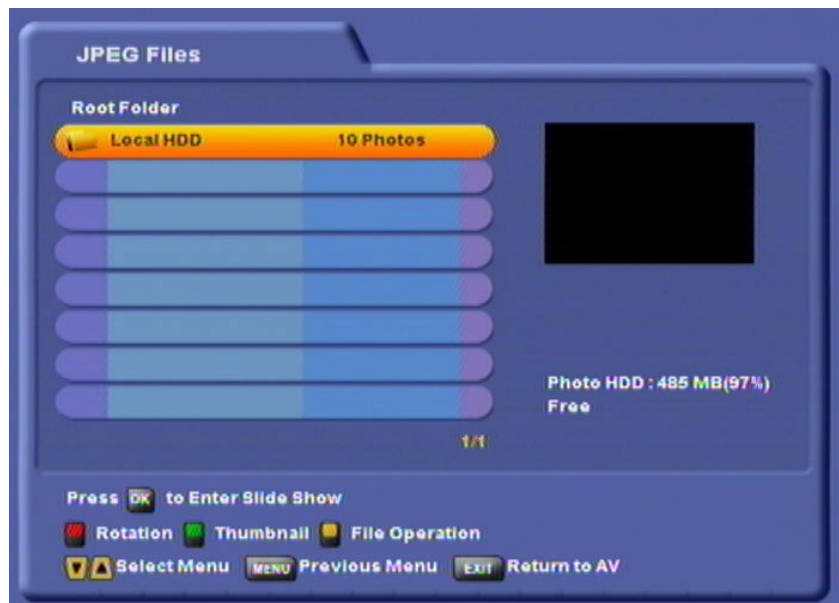 JPEG Files
Root Folder
Local HDD 10 Photos
Photo HDD : 485 MB(97%)
Free
1/1
Press OK to Enter Slide Show
Rotation Thumbnail File Operation
Select Menu MENU Previous Menu EXIT Return to AV